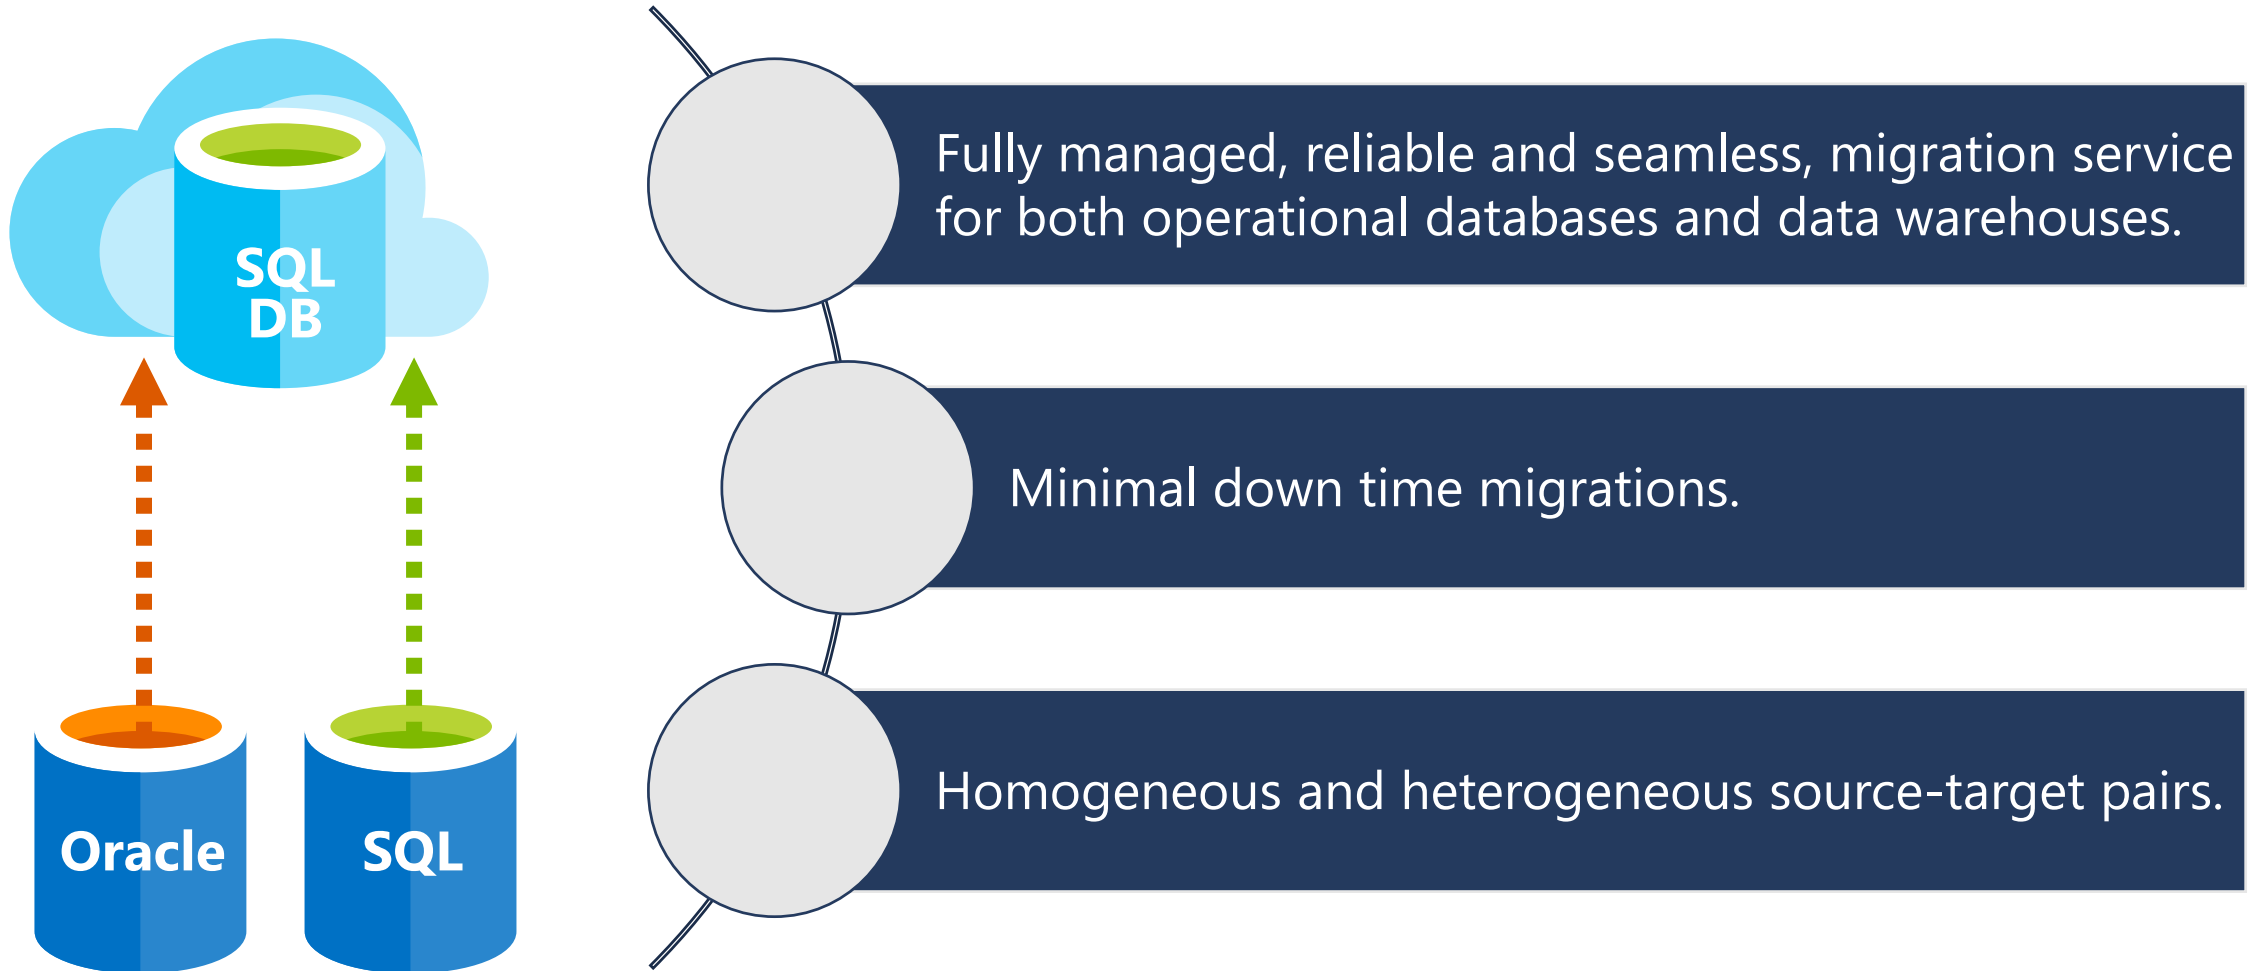 SQL
DB
Oracle
SQL
Fully managed, reliable and seamless, migration service
for both operational databases and data warehouses.
Minimal down time migrations.
Homogeneous and heterogeneous source-target pairs.